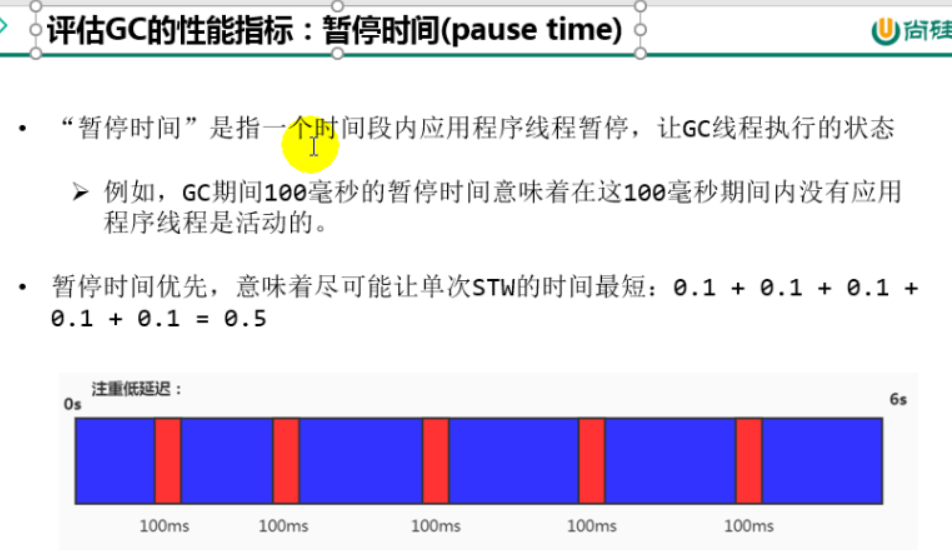 评估GC的性能指标：暂停时间(pause time)
尚硅
• “暂停时间”是指一个时间段内应用程序线程暂停，让GC线程执行的状态
➢ 例如，GC期间100毫秒的暂停时间意味着在这100毫秒期间内没有应用
程序线程是活动的。
• 暂停时间优先，意味着尽可能让单次STW的时间最短：0.1 + 0.1 + 0.1 +
0.1 + 0.1 = 0.5
注重低延迟：
0s
6s
100ms 100ms 100ms 100ms 100ms